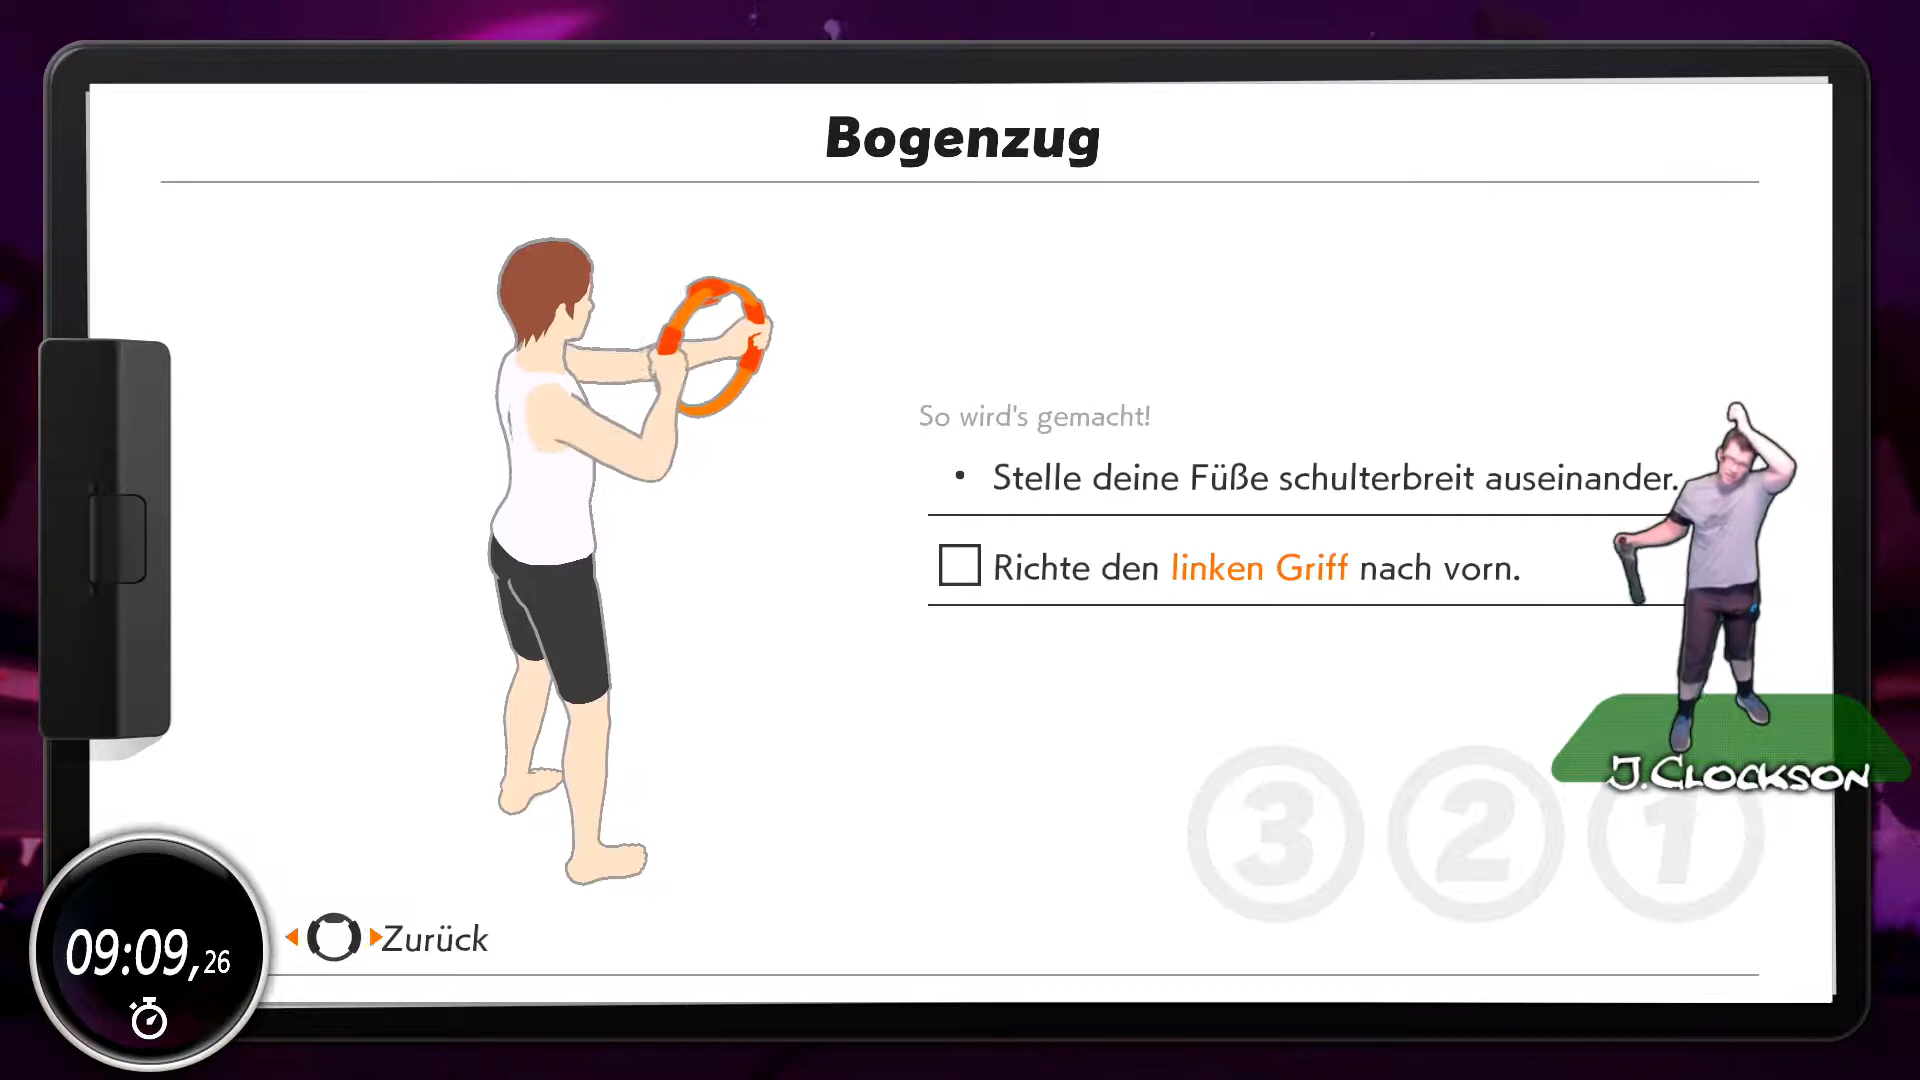 Bogenzug
So wird's gemacht!
• Stelle deine Füße schulterbreit auseinander.
Richte den linken Griff nach vorn.
3 2 1
J.Clockson
09:09,26
Zurück